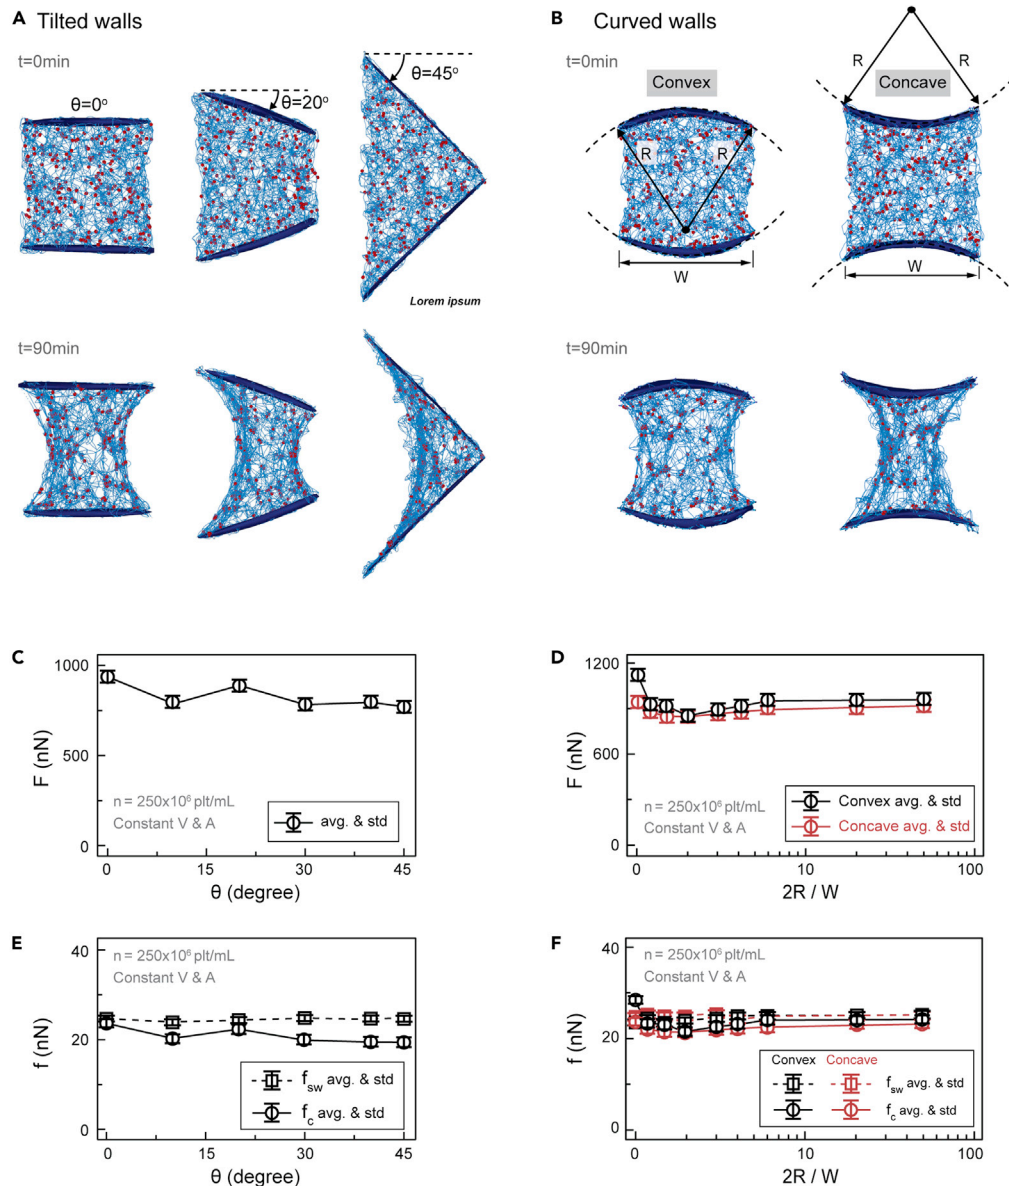 A Tilted walls
t=0min
θ=0°
θ=20°
θ=45°
Lorem ipsum
t=90min
B Curved walls
t=0min
Convex
R R
W
Concave
R R
W
t=90min
C
F (nN)
1000
500
0
n = 250x10⁶ plt/mL
Constant V & A
avg. & std
0 15 30 45
θ (degree)
D
F (nN)
1200
600
0
n = 250x10⁶ plt/mL
Constant V & A
Convex avg. & std
Concave avg. & std
0 10 100
2R / W
E
f (nN)
40
20
0
n = 250x10⁶ plt/mL
Constant V & A
f_sw avg. & std
f_c avg. & std
0 15 30 45
θ (degree)
F
f (nN)
40
20
0
n = 250x10⁶ plt/mL
Constant V & A
Convex Concave
f_sw avg. & std
f_c avg. & std
0 10 100
2R / W